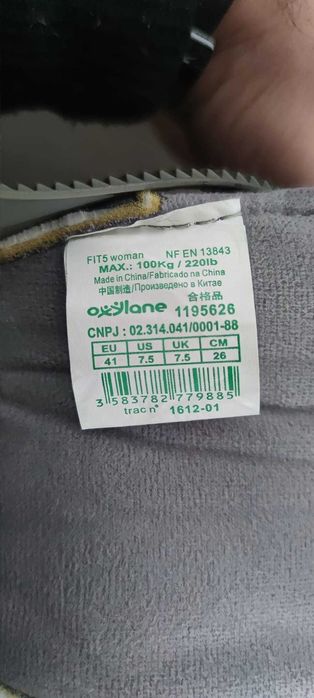 FIT5 woman NF EN 13843
MAX.: 100Kg / 220lb
Made in China/Fabricado na China
中国制造/Произведено в Китае
oxylane 合格品 1195626
CNPJ : 02.314.041/0001-88
EU US UK CM
41 7.5 7.5 26
3 583782 779885
trac n° 1612-01